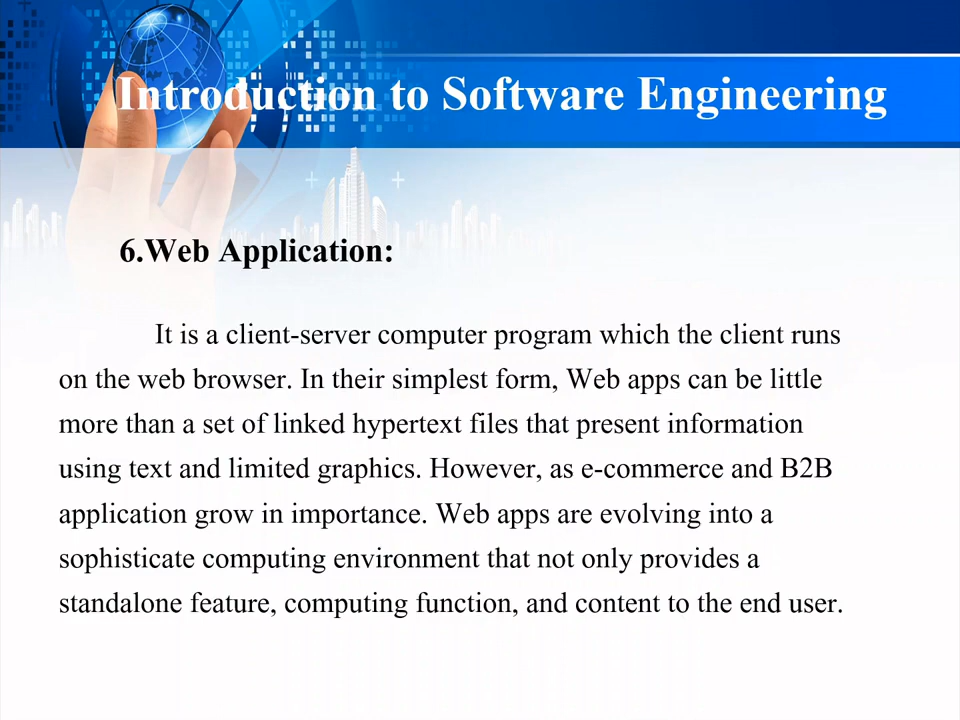 Introduction to Software Engineering
6.Web Application:
It is a client-server computer program which the client runs
on the web browser. In their simplest form, Web apps can be little
more than a set of linked hypertext files that present information
using text and limited graphics. However, as e-commerce and B2B
application grow in importance. Web apps are evolving into a
sophisticate computing environment that not only provides a
standalone feature, computing function, and content to the end user.